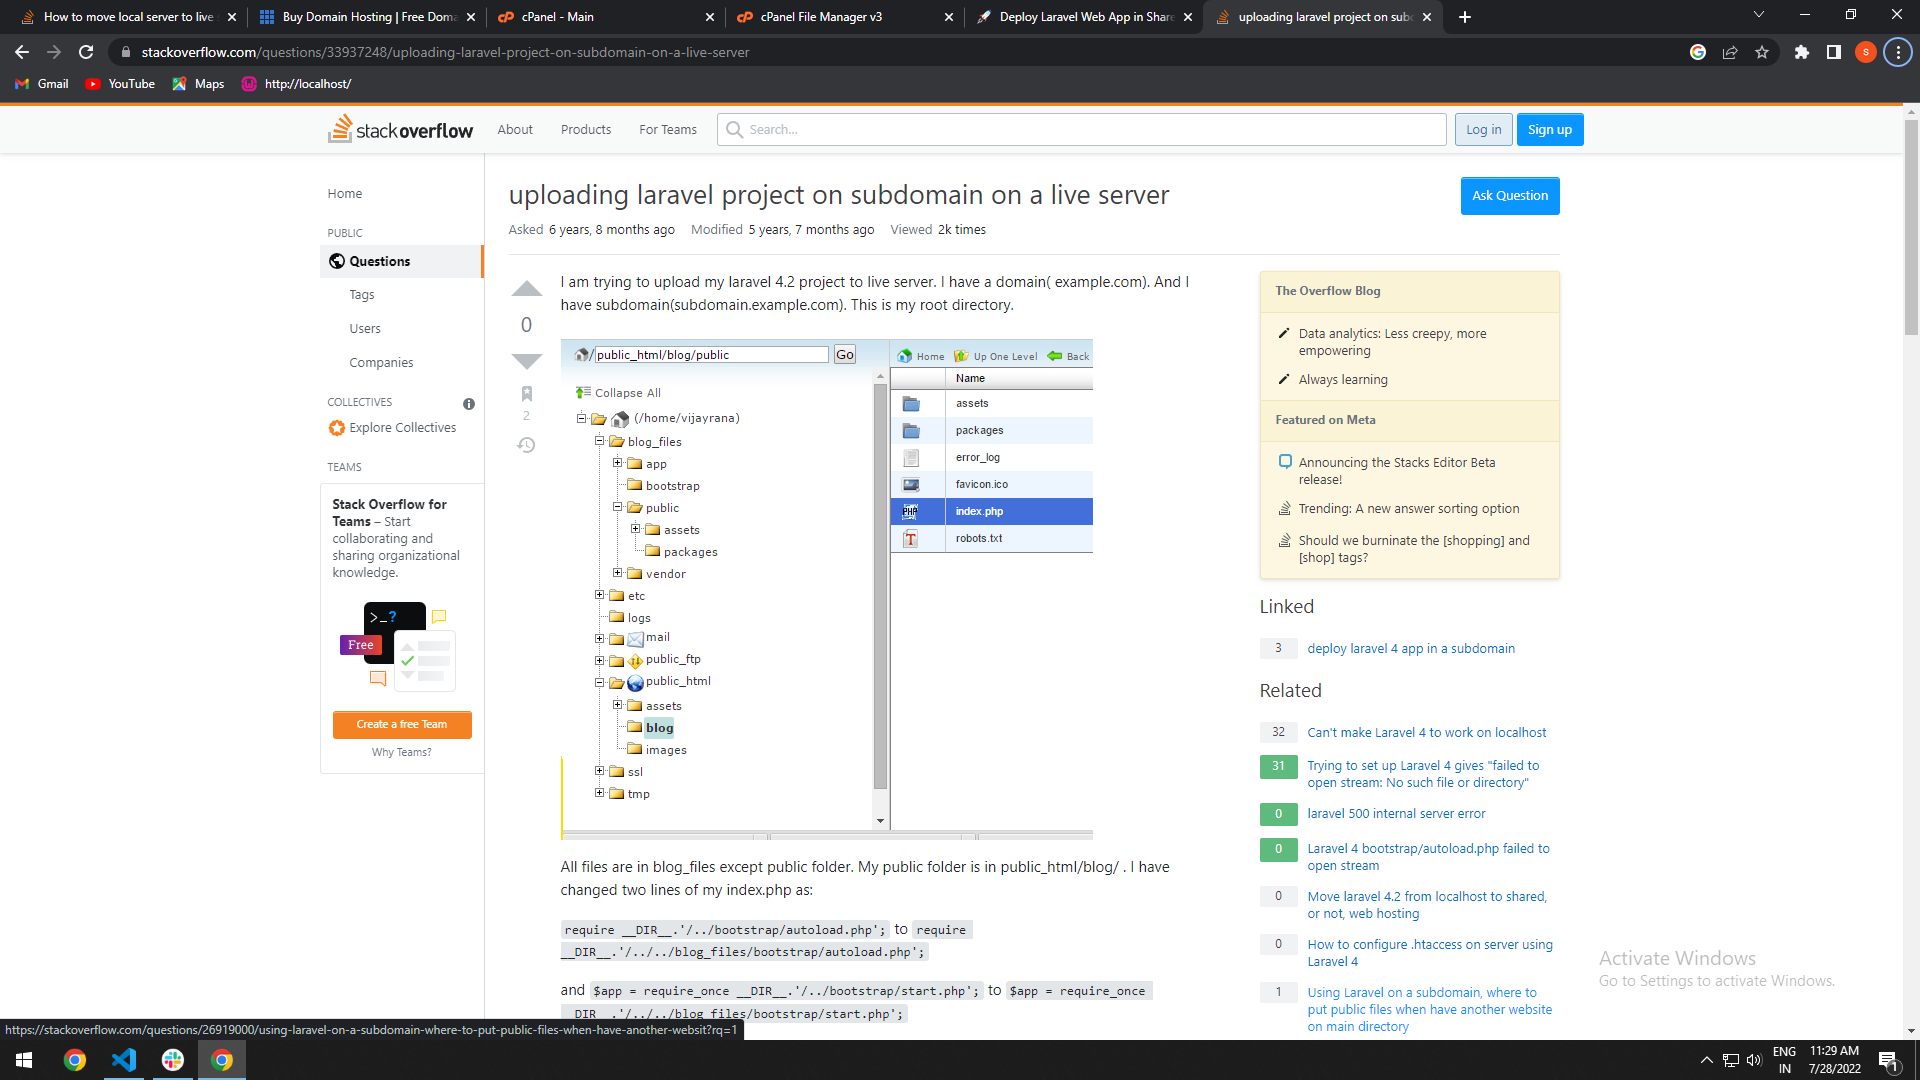 How to move local server to live
Buy Domain Hosting | Free Doma
cPanel - Main
cPanel File Manager v3
Deploy Laravel Web App in Share
uploading laravel project on subd
stackoverflow.com/questions/33937248/uploading-laravel-project-on-subdomain-on-a-live-server
S
Gmail
YouTube
Maps
http://localhost/
stackoverflow
About
Products
For Teams
Search...
Log in
Sign up
Home
PUBLIC
Questions
Tags
Users
Companies
COLLECTIVES
Explore Collectives
TEAMS
Stack Overflow for
Teams – Start
collaborating and
sharing organizational
knowledge.
>_?
Free
Create a free Team
Why Teams?
uploading laravel project on subdomain on a live server
Ask Question
Asked 6 years, 8 months ago Modified 5 years, 7 months ago Viewed 2k times
0
2
I am trying to upload my laravel 4.2 project to live server. I have a domain( example.com). And I
have subdomain(subdomain.example.com). This is my root directory.
/public_html/blog/public Go
Collapse All
(/home/vijayrana)
blog_files
app
bootstrap
public
assets
packages
vendor
etc
logs
mail
public_ftp
public_html
assets
blog
images
ssl
tmp
Home Up One Level Back
Name
assets
packages
error_log
favicon.ico
index.php
robots.txt
All files are in blog_files except public folder. My public folder is in public_html/blog/ . I have
changed two lines of my index.php as:
require __DIR__.'/../bootstrap/autoload.php'; to require
__DIR__.'/../../blog_files/bootstrap/autoload.php';
and $app = require_once __DIR__.'/../bootstrap/start.php'; to $app = require_once
__DIR__.'/../../blog_files/bootstrap/start.php';
The Overflow Blog
Data analytics: Less creepy, more
empowering
Always learning
Featured on Meta
Announcing the Stacks Editor Beta
release!
Trending: A new answer sorting option
Should we burninate the [shopping] and
[shop] tags?
Linked
3 deploy laravel 4 app in a subdomain
Related
32 Can't make Laravel 4 to work on localhost
31 Trying to set up Laravel 4 gives "failed to
open stream: No such file or directory"
0 laravel 500 internal server error
0 Laravel 4 bootstrap/autoload.php failed to
open stream
0 Move laravel 4.2 from localhost to shared,
or not, web hosting
0 How to configure .htaccess on server using
Laravel 4
1 Using Laravel on a subdomain, where to
put public files when have another website
on main directory
Activate Windows
Go to Settings to activate Windows.
https://stackoverflow.com/questions/26919000/using-laravel-on-a-subdomain-where-to-put-public-files-when-have-another-websit?rq=1
ENG
IN
11:29 AM
7/28/2022
1